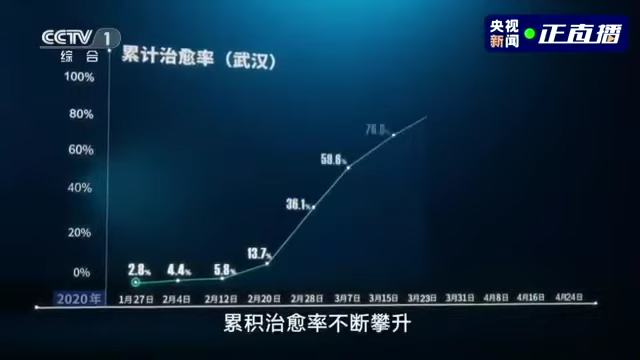 CCTV 1
综合
央视新闻 正直播
累计治愈率（武汉）
100%
80%
60%
40%
20%
0%
2.8%
4.4%
5.8%
13.7%
36.1%
59.6%
2020年
1月27日 2月4日 2月12日 2月20日 2月28日 3月7日 3月15日 3月23日 3月31日 4月8日 4月16日 4月24日
累积治愈率不断攀升